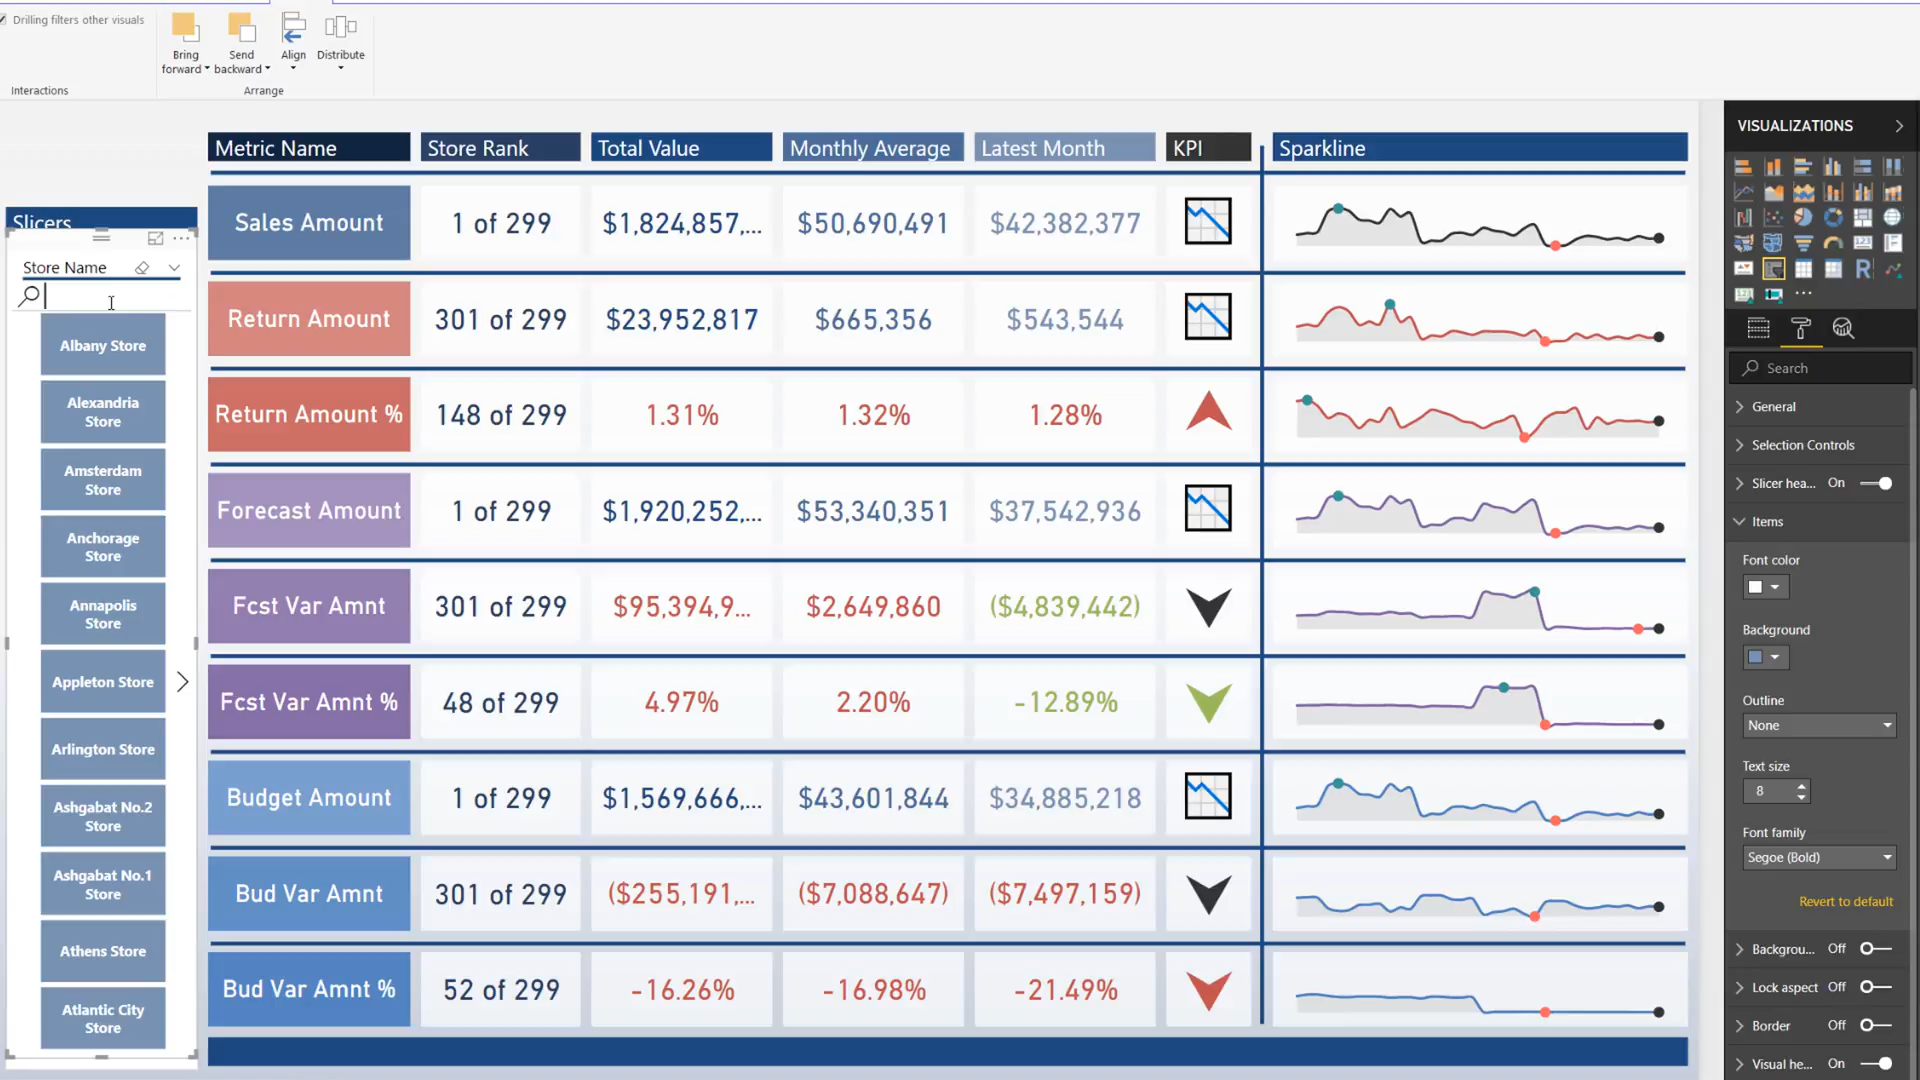 Drilling filters other visuals
Bring forward
Send backward
Align
Distribute
Interactions
Arrange
Slicers
Store Name
Albany Store
Alexandria
Store
Amsterdam
Store
Anchorage
Store
Annapolis
Store
Appleton Store
Arlington Store
Ashgabat No.2
Store
Ashgabat No.1
Store
Athens Store
Atlantic City
Store
Metric Name Store Rank Total Value Monthly Average Latest Month KPI Sparkline
Sales Amount 1 of 299 $1,824,857,... $50,690,491 $42,382,377
Return Amount 301 of 299 $23,952,817 $665,356 $543,544
Return Amount % 148 of 299 1.31% 1.32% 1.28%
Forecast Amount 1 of 299 $1,920,252,... $53,340,351 $37,542,936
Fcst Var Amnt 301 of 299 $95,394,9... $2,649,860 ($4,839,442)
Fcst Var Amnt % 48 of 299 4.97% 2.20% -12.89%
Budget Amount 1 of 299 $1,569,666,... $43,601,844 $34,885,218
Bud Var Amnt 301 of 299 ($255,191,... ($7,088,647) ($7,497,159)
Bud Var Amnt % 52 of 299 -16.26% -16.98% -21.49%
VISUALIZATIONS
R
123
Search
General
Selection Controls
Slicer hea... On
Items
Font color
Background
Outline
None
Text size
8
Font family
Segoe (Bold)
Revert to default
Backgrou... Off
Lock aspect Off
Border Off
Visual he... On